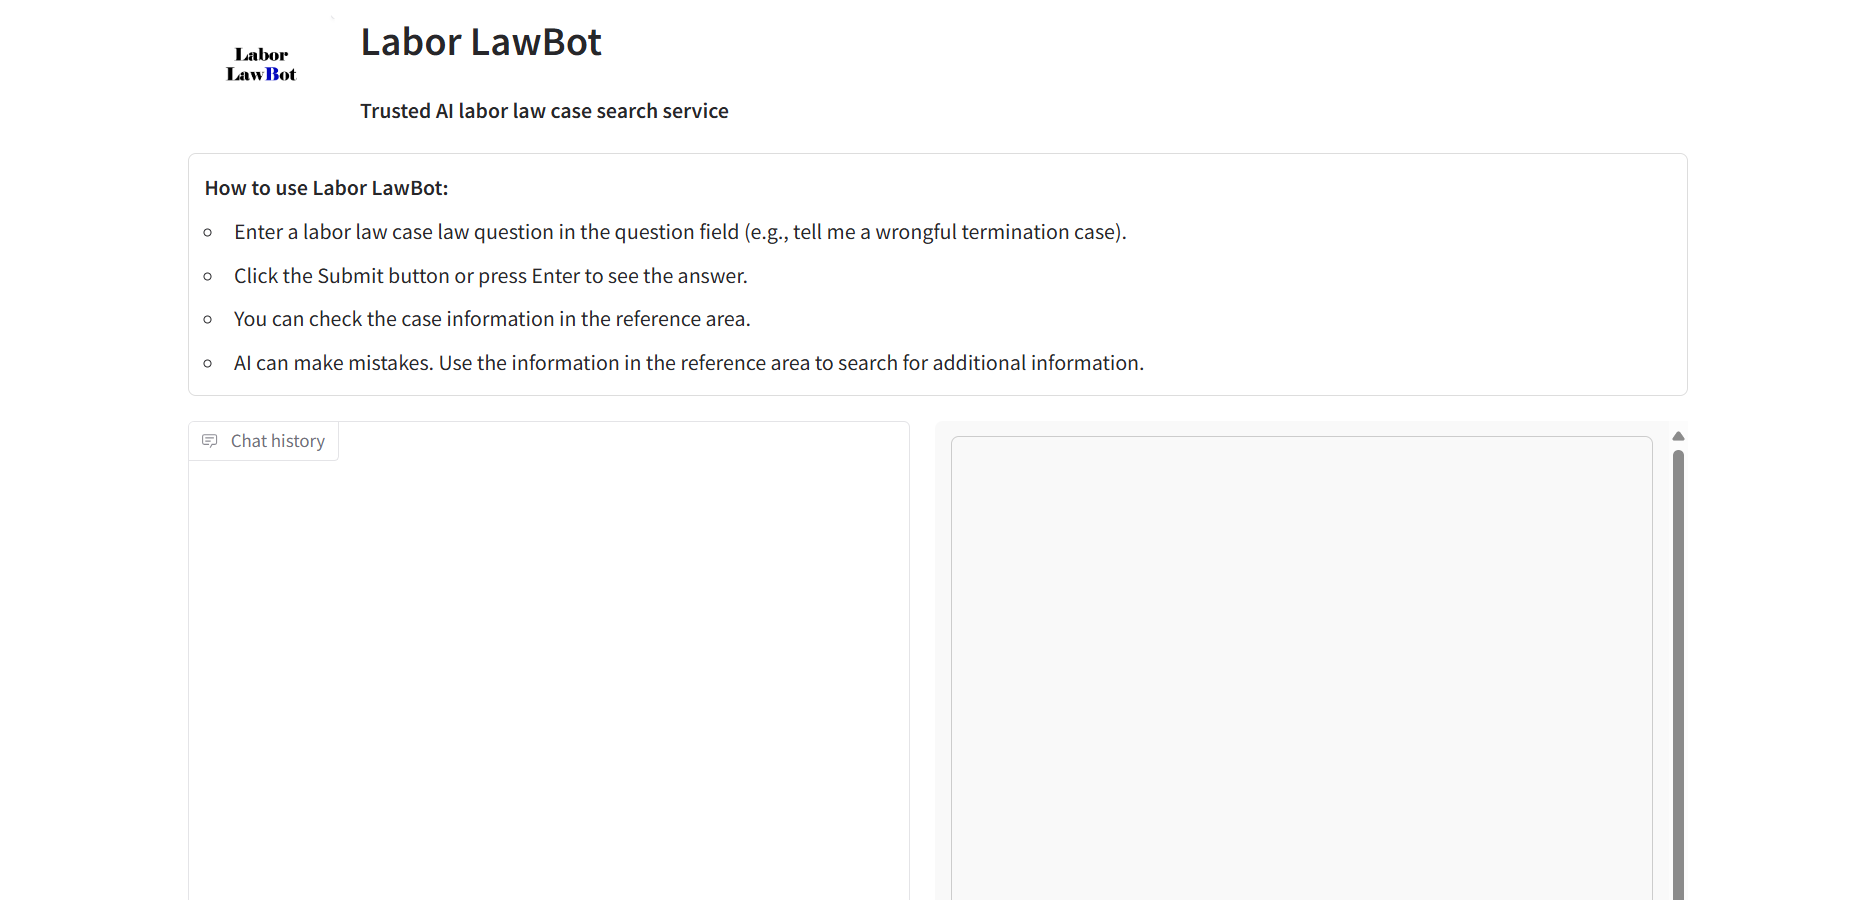 Labor
LawBot
Labor LawBot
Trusted AI labor law case search service
How to use Labor LawBot:
Enter a labor law case law question in the question field (e.g., tell me a wrongful termination case).
Click the Submit button or press Enter to see the answer.
You can check the case information in the reference area.
AI can make mistakes. Use the information in the reference area to search for additional information.
Chat history